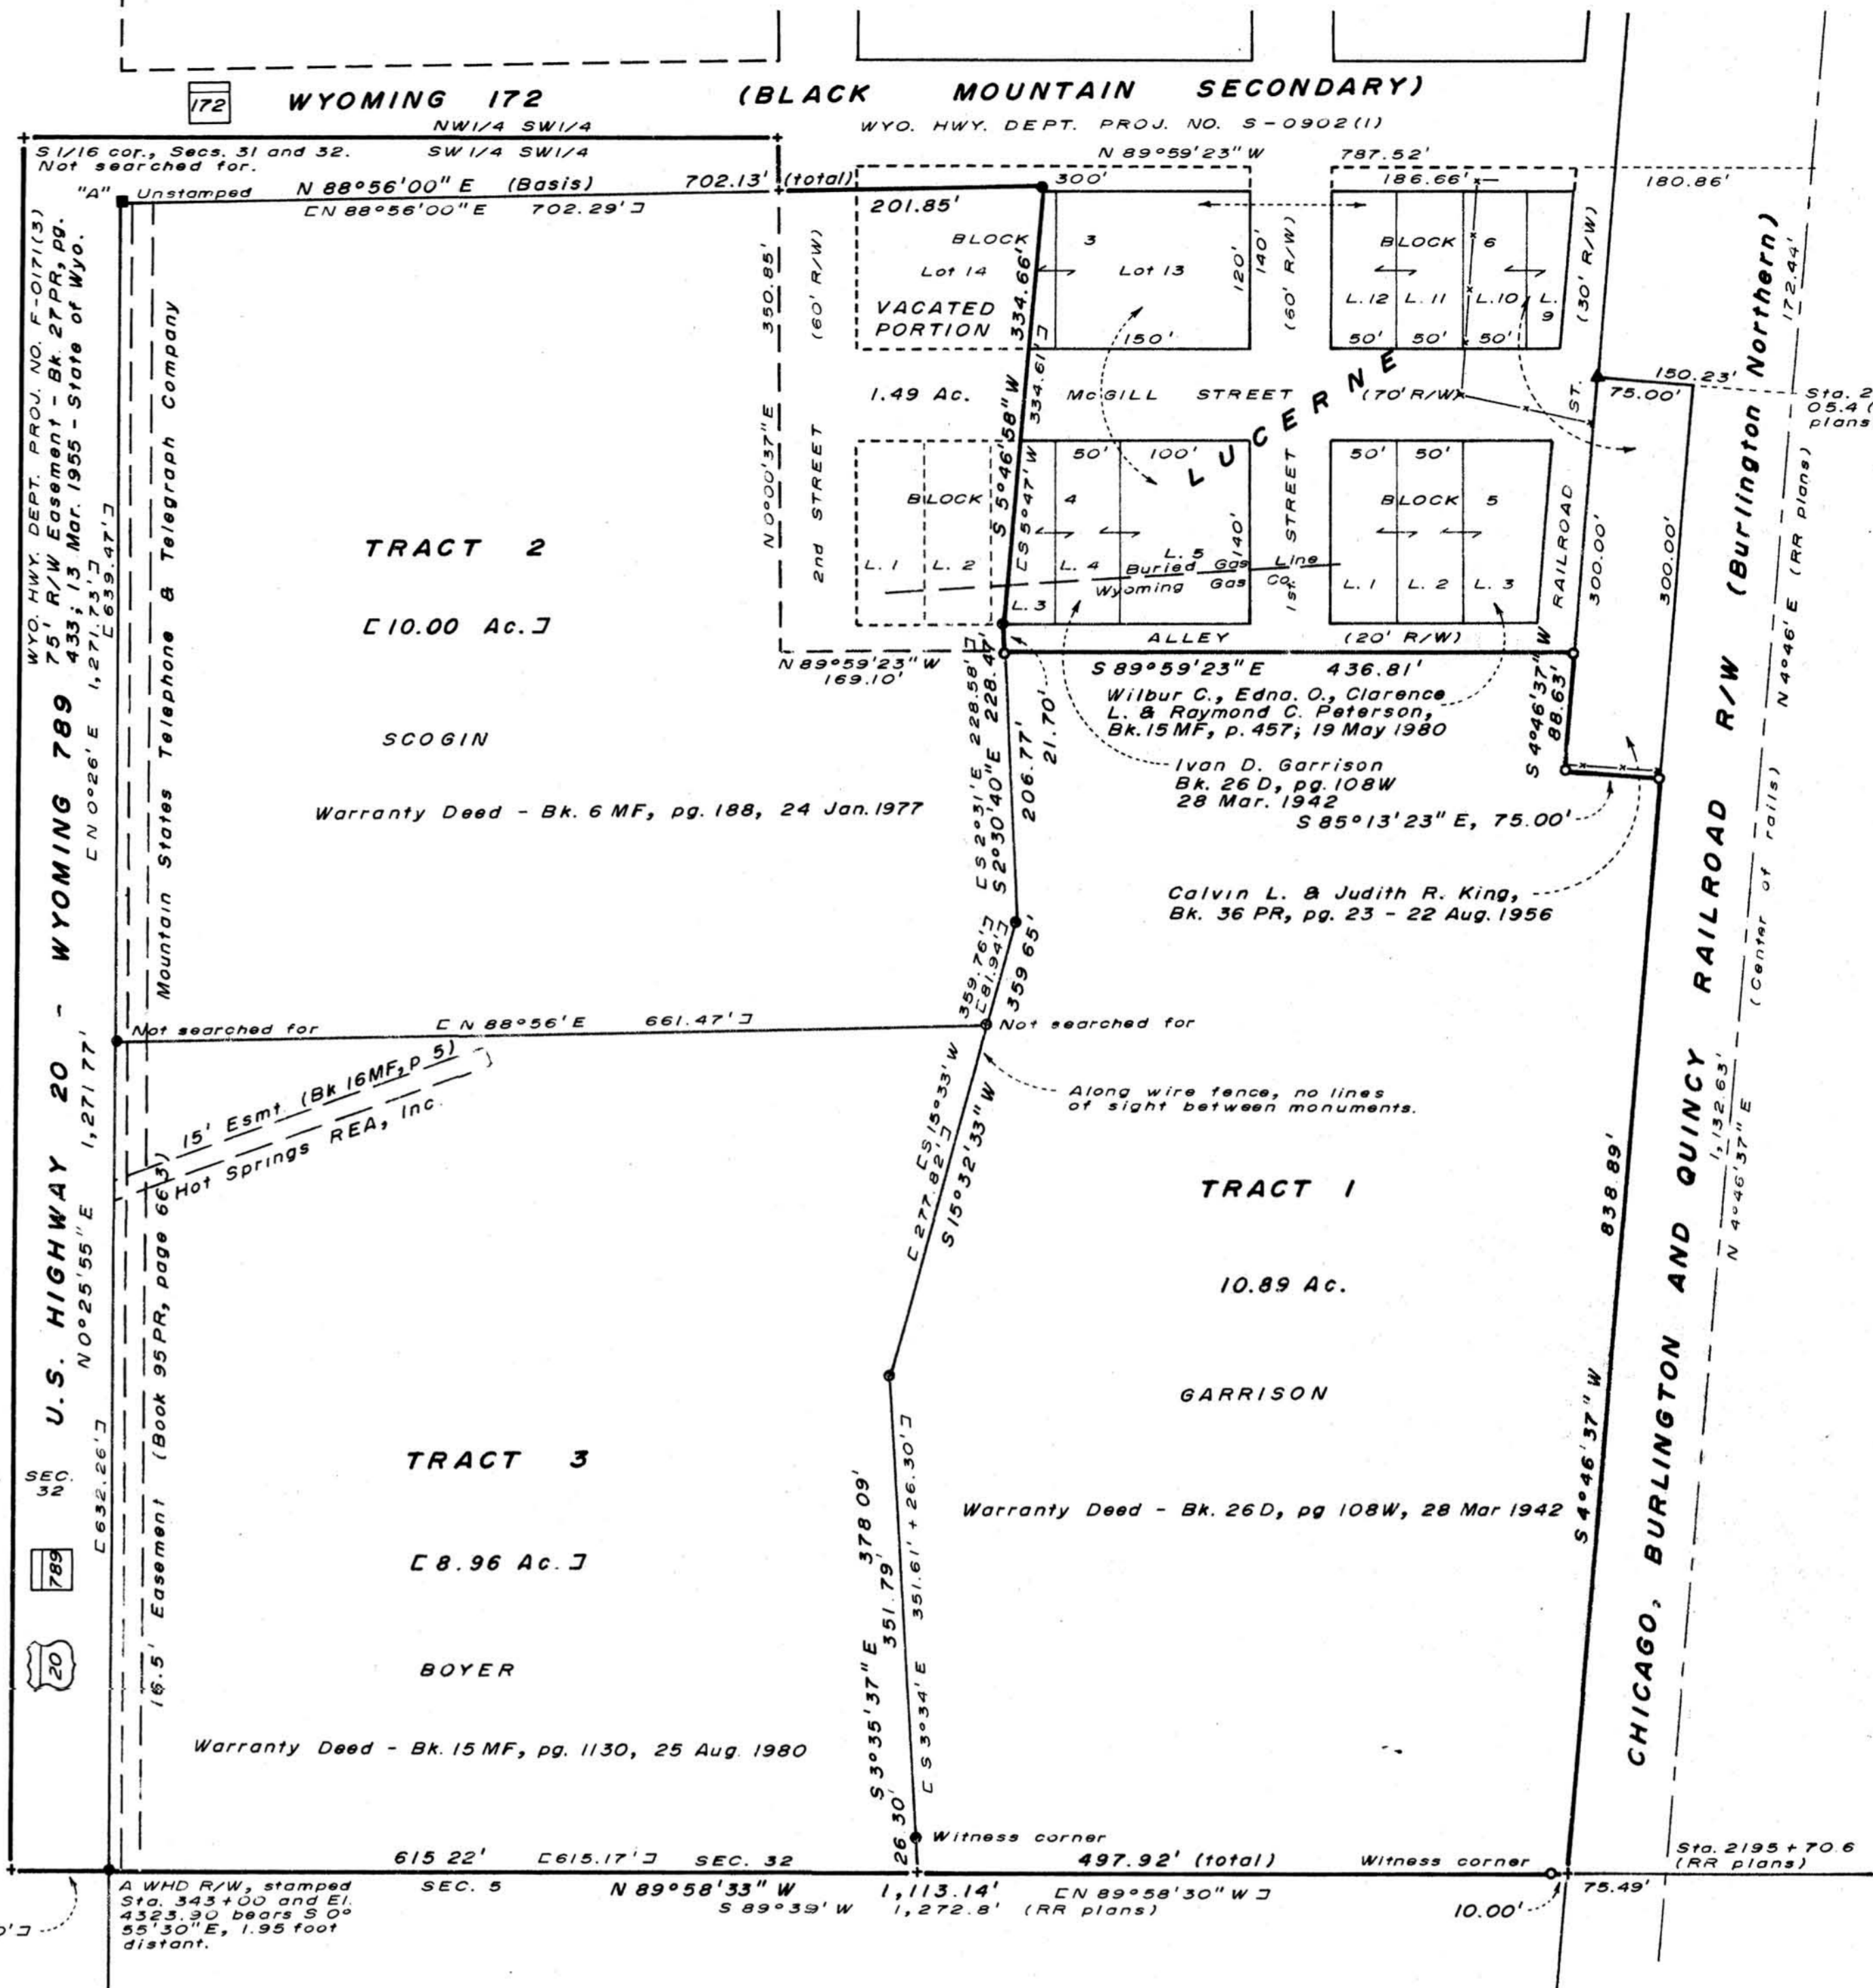 172 WYOMING 172 (BLACK MOUNTAIN SECONDARY)
NW1/4 SW1/4
WYO. HWY. DEPT. PROJ. NO. S-0902(1)
S 1/16 cor., Secs. 31 and 32.
Not searched for.
SW 1/4 SW1/4
N 89°59'23" W 787.52'
"A" Unstamped
N 88°56'00" E (Basis) 702.13' (total)
[N 88°56'00" E 702.29']
300'
186.66'
180.86'
201.85'
BLOCK 3
Lot 14
Lot 13
VACATED
PORTION
150'
120'
140'
(60' R/W)
BLOCK 6
L. 12
L. 11
L. 10
L.
9
50'
50'
50'
(30' R/W)
172.44'
350.85'
(60' R/W)
N 0°00'37" E
2nd STREET
334.66'
S 5°46'58" W
334.61']
[S 5°47' W
1.49 Ac.
McGILL STREET (70' R/W)
LUCERNE
ST.
75.00'
150.23'
Sta. 2
05.4 (
plans
BLOCK 4
50'
100'
L. 1
L. 2
L. 3
L. 4
L. 5
140'
Buried Gas Line
Wyoming Gas Co.
1st. STREET
BLOCK 5
50'
50'
L. 1
L. 2
L. 3
RAILROAD
300.00'
300.00'
ALLEY (20' R/W)
N 89°59'23" W
169.10'
S 89°59'23" E 436.81'
Wilbur C., Edna. O., Clarence
L. & Raymond C. Peterson,
Bk. 15 MF, p. 457; 19 May 1980
S 4°46'37" W
88.63'
Ivan D. Garrison
Bk. 26 D, pg. 108W
28 Mar. 1942
S 85°13'23" E, 75.00'
Calvin L. & Judith R. King,
Bk. 36 PR, pg. 23 - 22 Aug. 1956
WYO. HWY. DEPT. PROJ. NO. F-0171(3)
75' R/W Easement - Bk. 27 PR, pg.
433; 13 Mar. 1955 - State of Wyo.
[N 0°26' E 1,271.73']
[639.47']
Mountain States Telephone & Telegraph Company
TRACT 2
[10.00 Ac.]
SCOGIN
Warranty Deed - Bk. 6 MF, pg. 188, 24 Jan. 1977
[S 2°31' E 228.58']
S 2°30'40" E 228.47'
206.77'
21.70'
359.76']
[81.94']
359 65'
Not searched for
[N 88°56' E 661.47']
Not searched for
Along wire fence, no lines
of sight between monuments.
[S 15°33' W
[277.82']
S 15°32'33" W
15' Esmt. (Bk 16MF, p 5)
Hot Springs REA, Inc.
U.S. HIGHWAY 20 - WYOMING 789
N 0°25'55" E 1,271 77'
16.5' Easement (Book 95 PR, page 663)
[632.26']
SEC.
32
789
20
TRACT 1
10.89 Ac.
GARRISON
Warranty Deed - Bk. 26 D, pg 108W, 28 Mar 1942
838.89'
S 4°46'37" W
CHICAGO, BURLINGTON AND QUINCY RAILROAD R/W (Burlington Northern)
N 4°46' E (RR plans)
(Center of rails)
1,132.63'
N 4°46'37" E
TRACT 3
[8.96 Ac.]
BOYER
Warranty Deed - Bk. 15 MF, pg. 1130, 25 Aug. 1980
S 3°35'37" E 378 09'
351.79'
26 30'
[S 3°34' E 351.61' + 26.30']
Witness corner
615 22' [615.17'] SEC. 32
497.92' (total)
Witness corner
Sta. 2195 + 70.6
(RR plans)
SEC. 5
N 89°58'33" W 1,113.14' [N 89°58'30" W]
S 89°39' W 1,272.8' (RR plans)
75.49'
10.00'
A WHD R/W, stamped
Sta. 343+00 and El.
4323.90 bears S 0°
55'30" E, 1.95 foot
distant.
0']